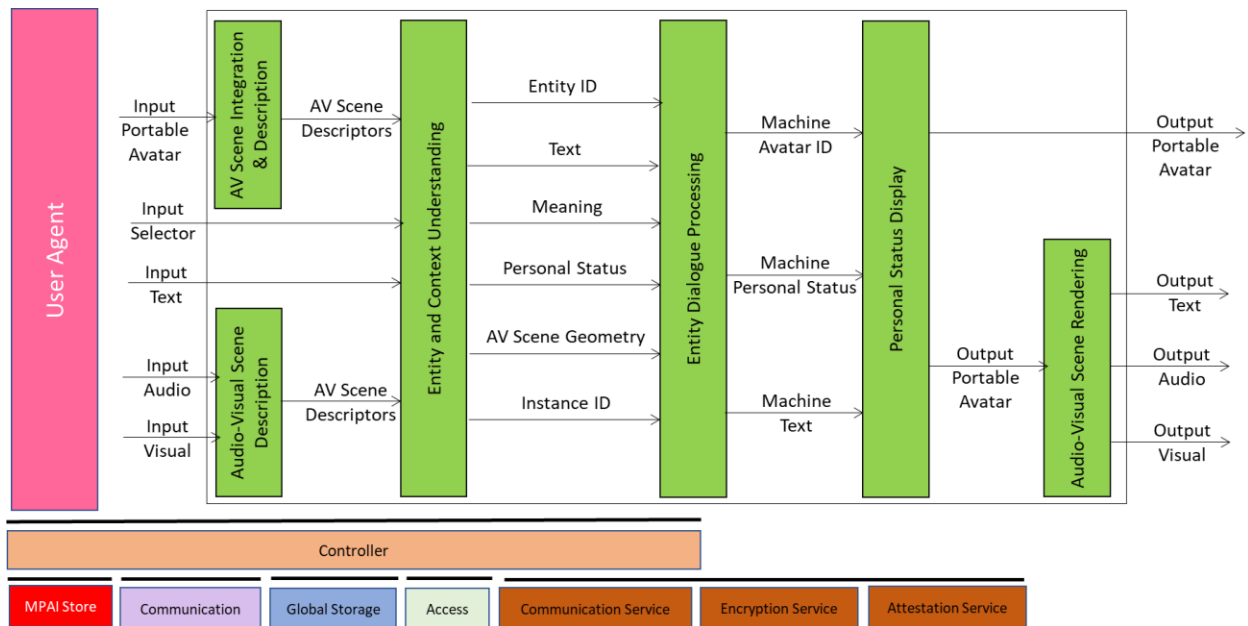 User Agent
Input
Portable
Avatar
Input
Selector
Input
Text
Input
Audio
Input
Visual
AV Scene Integration
& Description
Audio-Visual Scene
Description
AV Scene
Descriptors
AV Scene
Descriptors
Entity and Context Understanding
Entity ID
Text
Meaning
Personal Status
AV Scene Geometry
Instance ID
Entity Dialogue Processing
Machine
Avatar ID
Machine
Personal Status
Machine
Text
Personal Status Display
Output
Portable
Avatar
Audio-Visual Scene Rendering
Output
Portable
Avatar
Output
Text
Output
Audio
Output
Visual
Controller
MPAI Store
Communication
Global Storage
Access
Communication Service
Encryption Service
Attestation Service